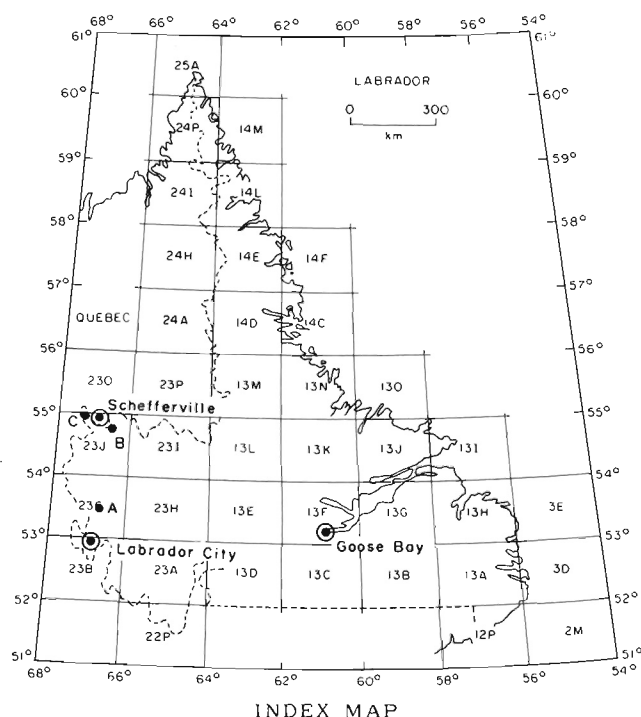 68° 66° 64° 62° 60° 58° 56° 54°
61° 61°
25A
LABRADOR
60° 60°
0 300
km
24P 14M
59° 59°
24I 14L
58° 58°
24H 14E 14F
57° 57°
QUEBEC 24A 14D 14C
56° 56°
23O 23P 13M 13N 13O
Schefferville
55° C 55°
B
23J 23I 13L 13K 13J 13I
54° 54°
23G A 23H 13E 13F 13G 13H 3E
53° Labrador City Goose Bay 53°
23B 23A 13D 13C 13B 13A 3D
52° 52°
22P 12P 2M
51° 51°
68° 66° 64° 62° 60° 58° 56° 54°
INDEX MAP